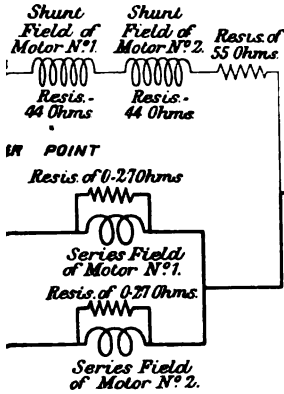 Shunt
Field of
Motor Nº1.
Shunt
Field of
Motor Nº2.
Resis. of
55 Ohms.
Resis.-
44 Ohms
Resis.-
44 Ohms.
POINT
Resis. of 0·27 Ohms
Series Field
of Motor Nº1.
Resis. of 0·27 Ohms.
Series Field
of Motor Nº 2.